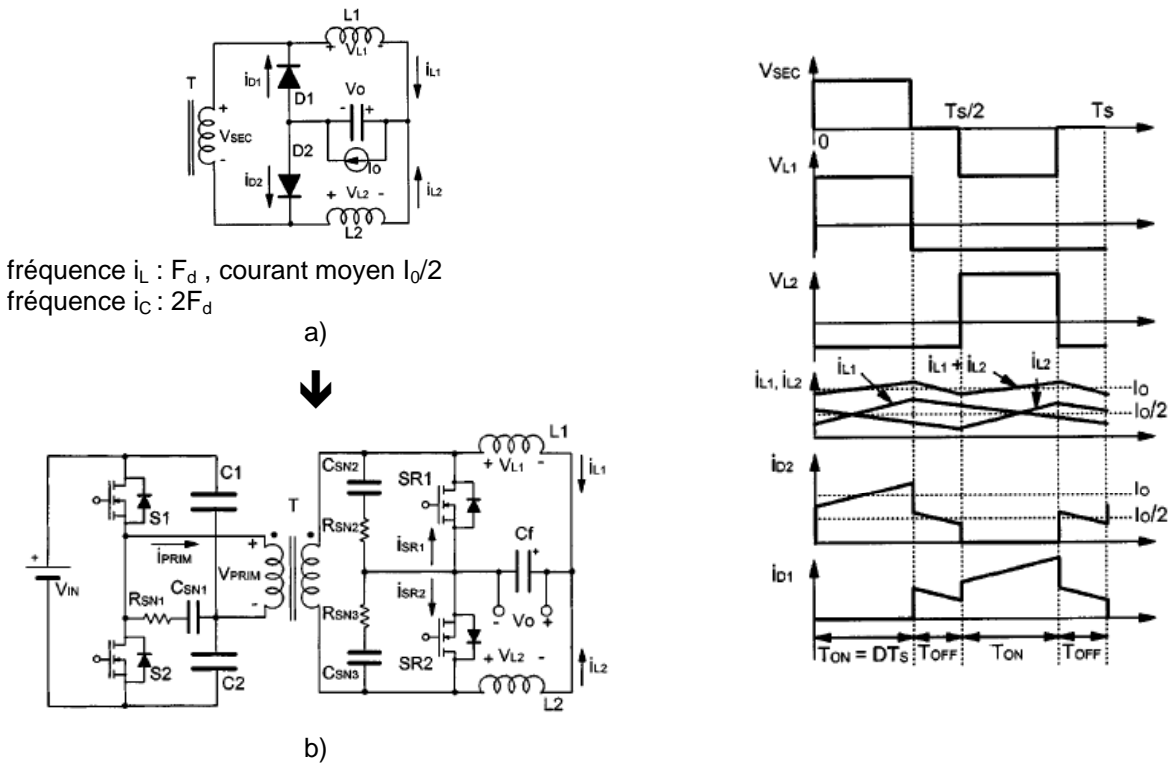 L1
+ VL1 -
iD1
iL1
T
D1
Vo
- +
+
VSEC
-
D2
Io
iD2
VL2
+ -
iL2
L2
fréquence iL : Fd , courant moyen I0/2
fréquence iC : 2Fd
a)
L1
C1
CSN2
SR1
+ VL1 -
iL1
S1
T
RSN2
Cf
+
iPRIM
+
iSR1
+
VIN
VPRIM
CSN1
iSR2
RSN1
-
RSN3
- Vo +
S2
C2
SR2
+ VL2 -
CSN3
iL2
L2
b)
VSEC
Ts/2
Ts
0
VL1
VL2
iL1, iL2
iL1
iL1 + iL2
iL2
Io
Io/2
iD2
Io
Io/2
iD1
TON = DTS
TOFF
TON
TOFF